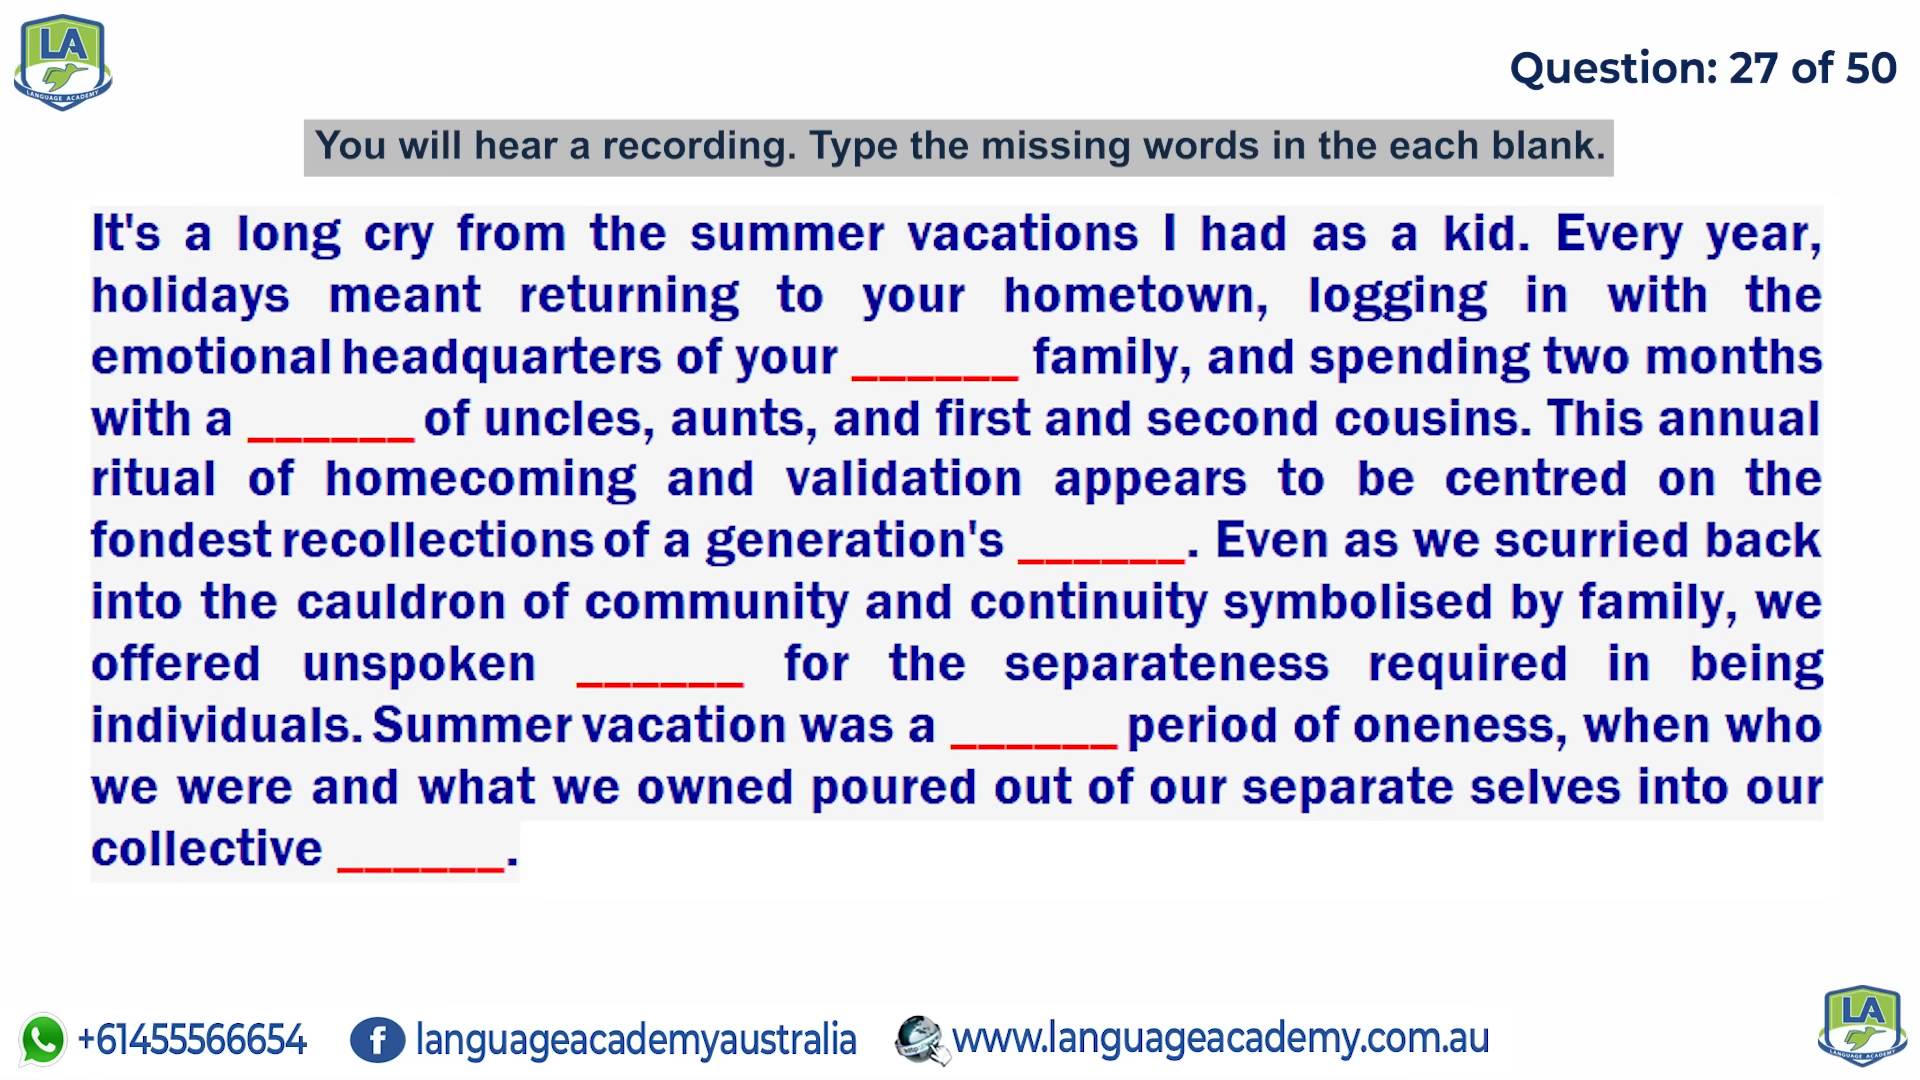 LA
LANGUAGE ACADEMY
Question: 27 of 50
You will hear a recording. Type the missing words in the each blank.
It's a long cry from the summer vacations I had as a kid. Every year,
holidays meant returning to your hometown, logging in with the
emotional headquarters of your ______ family, and spending two months
with a ______ of uncles, aunts, and first and second cousins. This annual
ritual of homecoming and validation appears to be centred on the
fondest recollections of a generation's ______. Even as we scurried back
into the cauldron of community and continuity symbolised by family, we
offered unspoken ______ for the separateness required in being
individuals. Summer vacation was a ______ period of oneness, when who
we were and what we owned poured out of our separate selves into our
collective ______.
+61455566654 languageacademyaustralia www.languageacademy.com.au
LA
LANGUAGE ACADEMY